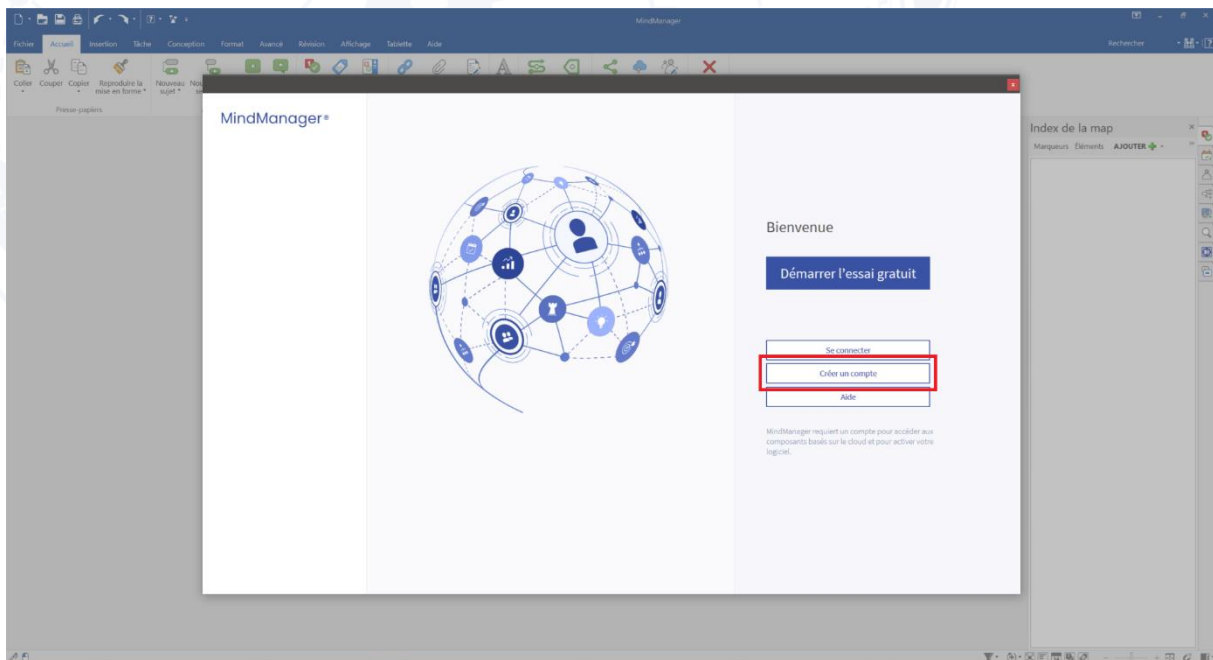 MindManager
Fichier Accueil Insertion Tâche Conception Format Avancé Révision Affichage Tablette Aide Rechercher
Coller Couper Copier Reproduire la mise en forme Nouveau sujet
Presse-papiers
MindManager®
Index de la map
Marqueurs Éléments AJOUTER
Bienvenue
Démarrer l'essai gratuit
Se connecter
Créer un compte
Aide
MindManager requiert un compte pour accéder aux
composants basés sur le cloud et pour activer votre
logiciel.